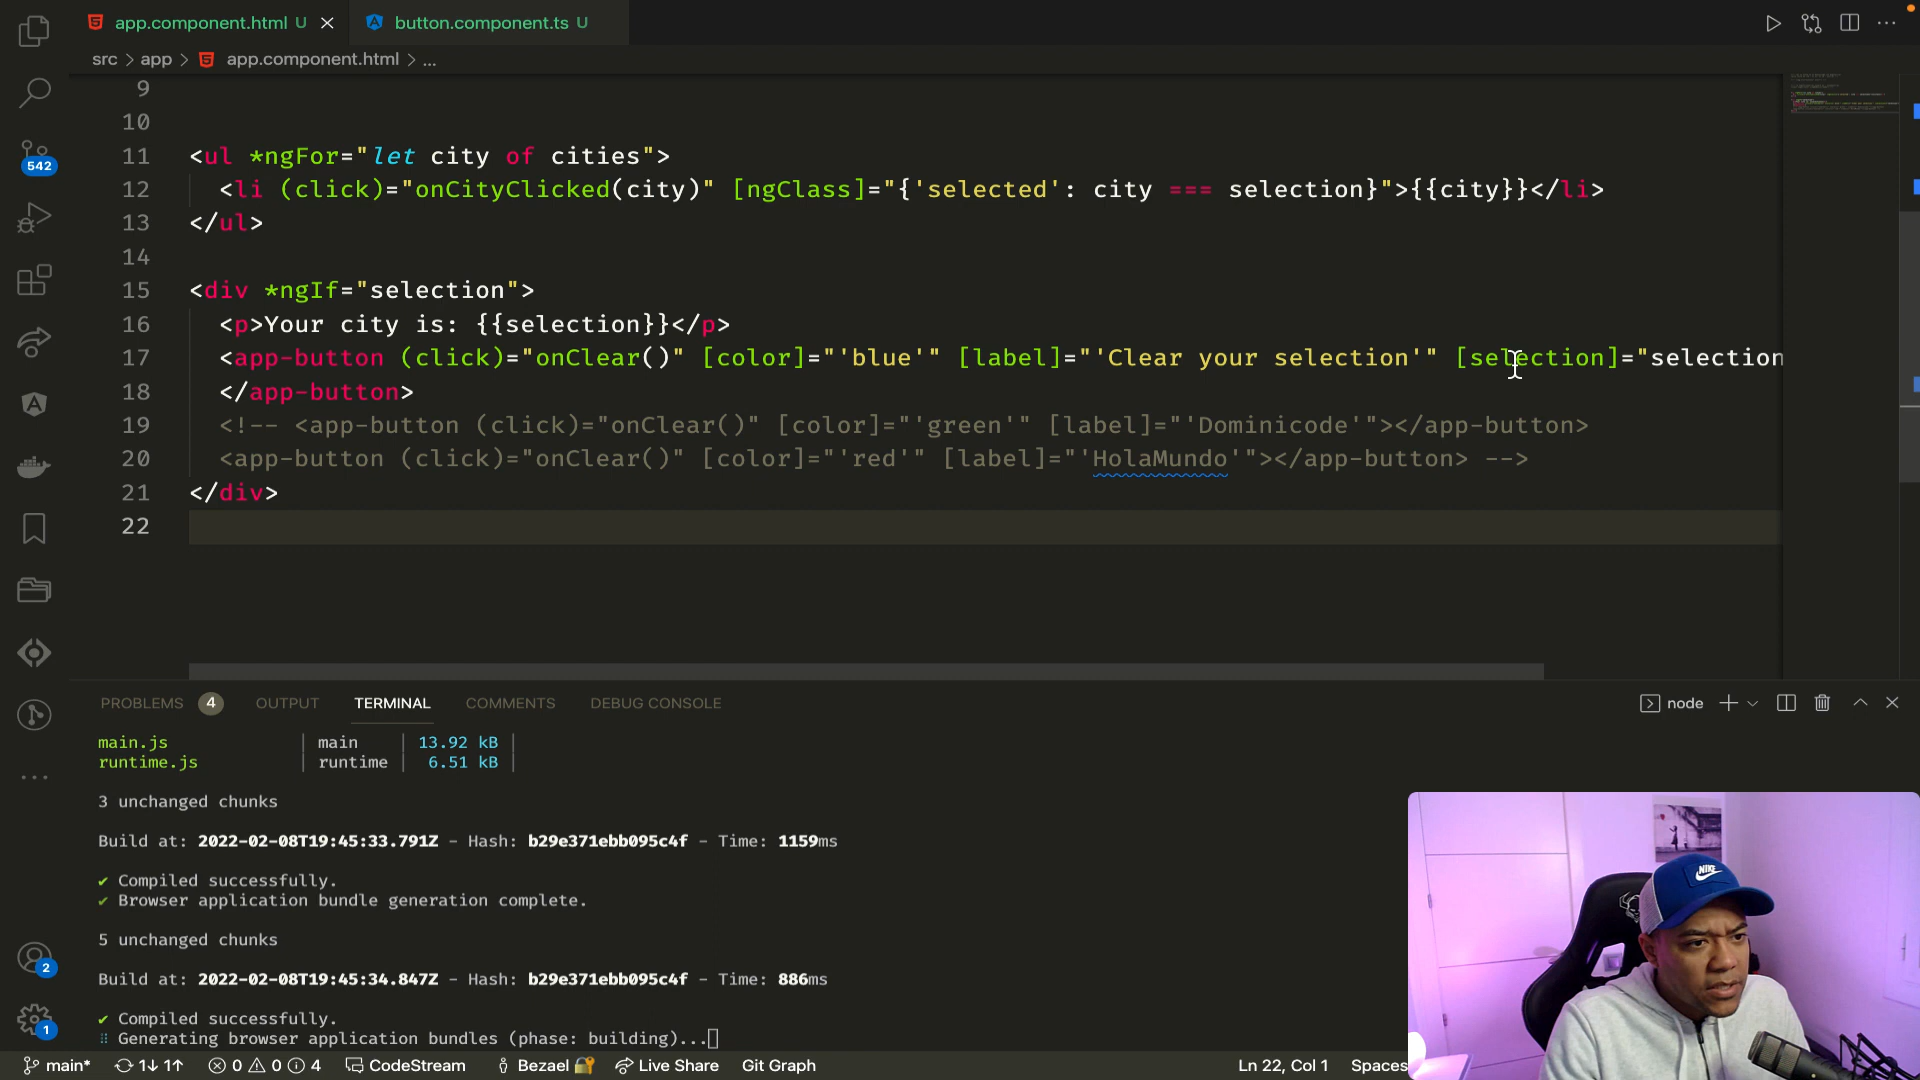 app.component.html U
button.component.ts U
src > app > app.component.html > ...
9
10
11 <ul *ngFor="let city of cities">
12 <li (click)="onCityClicked(city)" [ngClass]="{'selected': city === selection}">{{city}}</li>
13 </ul>
14
15 <div *ngIf="selection">
16 <p>Your city is: {{selection}}</p>
17 <app-button (click)="onClear()" [color]="'blue'" [label]="'Clear your selection'" [selection]="selection
18 </app-button>
19 <!-- <app-button (click)="onClear()" [color]="'green'" [label]="'Dominicode'"></app-button>
20 <app-button (click)="onClear()" [color]="'red'" [label]="'HolaMundo'"></app-button> -->
21 </div>
22
542
2
1
PROBLEMS 4 OUTPUT TERMINAL COMMENTS DEBUG CONSOLE
node
main.js | main | 13.92 kB |
runtime.js | runtime | 6.51 kB |
3 unchanged chunks
Build at: 2022-02-08T19:45:33.791Z - Hash: b29e371ebb095c4f - Time: 1159ms
✔ Compiled successfully.
✔ Browser application bundle generation complete.
5 unchanged chunks
Build at: 2022-02-08T19:45:34.847Z - Hash: b29e371ebb095c4f - Time: 886ms
✔ Compiled successfully.
⠿ Generating browser application bundles (phase: building)...
main* 1↓ 1↑ 0 0 4 CodeStream Bezael 🔐 Live Share Git Graph Ln 22, Col 1 Spaces
NIKE